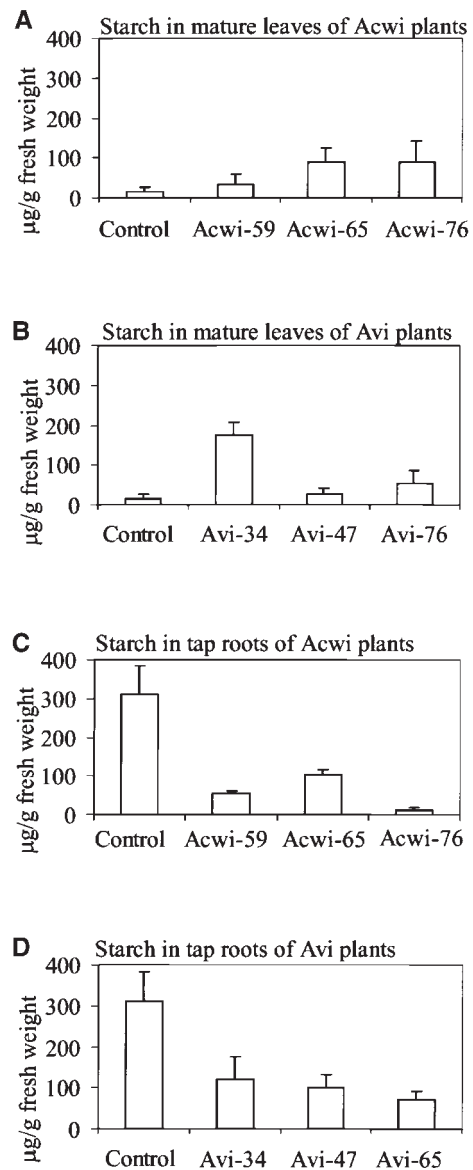 A Starch in mature leaves of Acwi plants
µg/g fresh weight
400
300
200
100
0
Control Acwi-59 Acwi-65 Acwi-76
B Starch in mature leaves of Avi plants
µg/g fresh weight
400
300
200
100
0
Control Avi-34 Avi-47 Avi-76
C Starch in tap roots of Acwi plants
µg/g fresh weight
400
300
200
100
0
Control Acwi-59 Acwi-65 Acwi-76
D Starch in tap roots of Avi plants
µg/g fresh weight
400
300
200
100
0
Control Avi-34 Avi-47 Avi-65